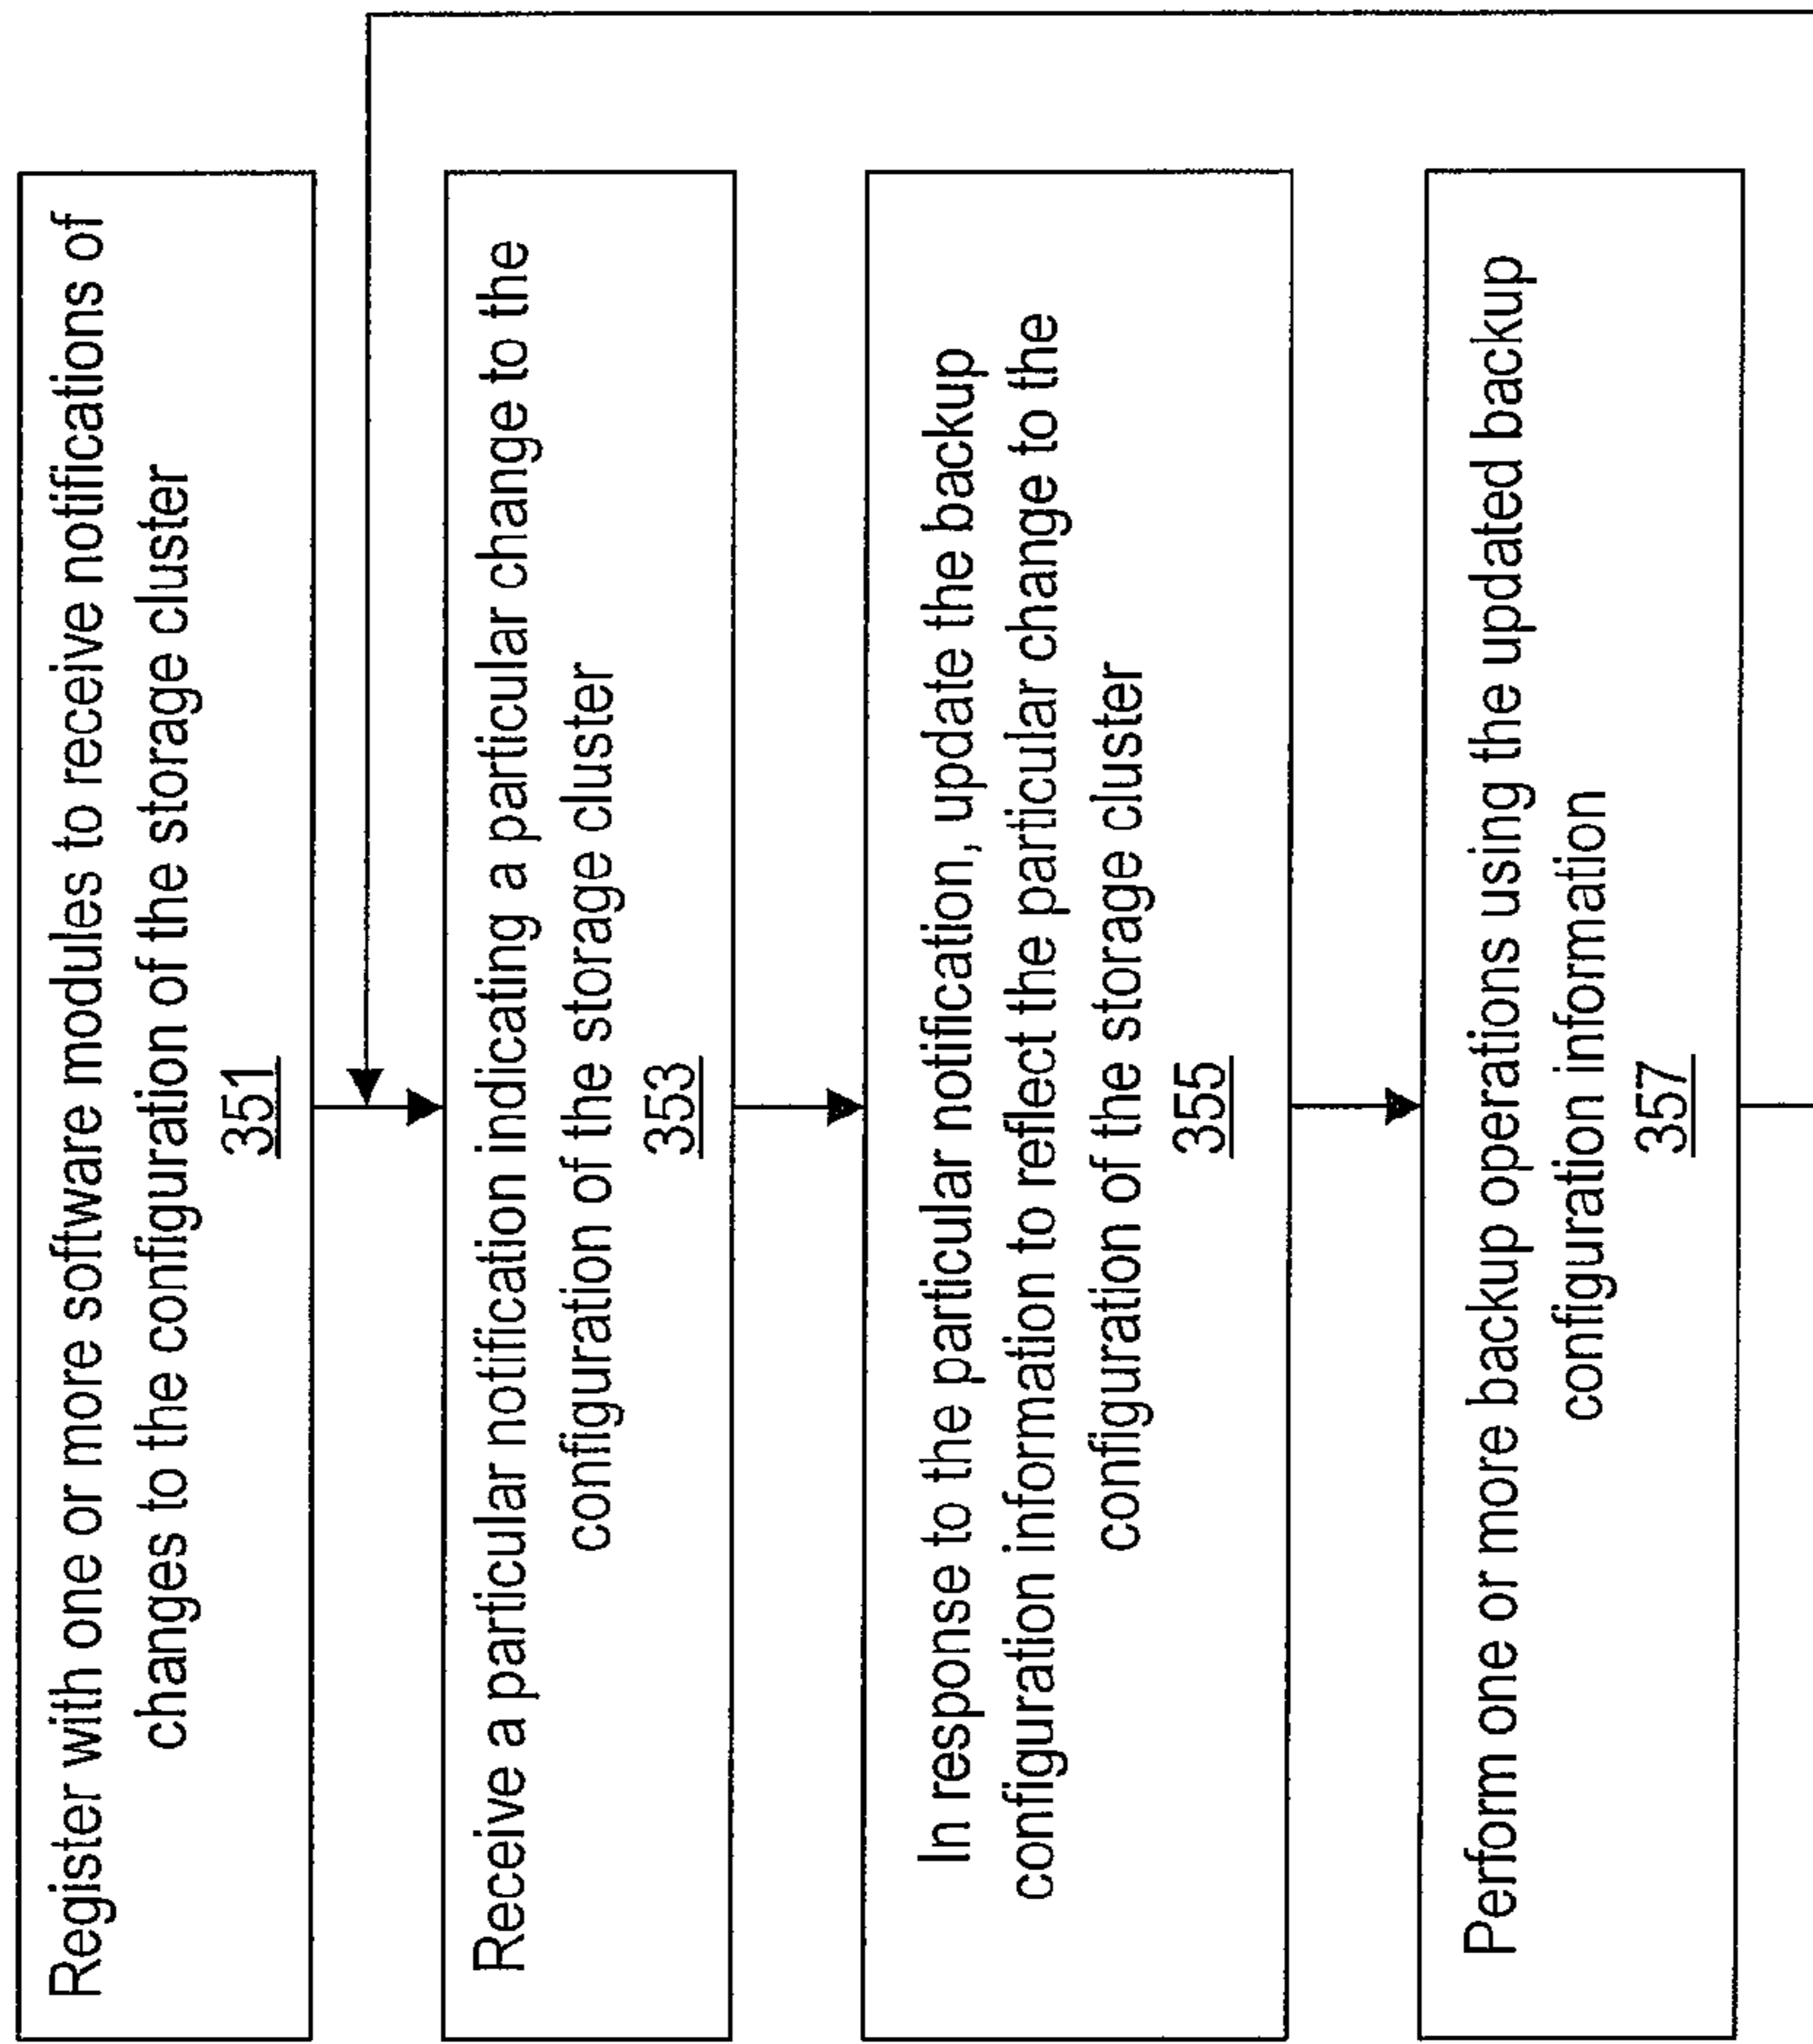 Register with one or more software modules to receive notifications of
changes to the configuration of the storage cluster
351
Receive a particular notification indicating a particular change to the
configuration of the storage cluster
353
In response to the particular notification, update the backup
configuration information to reflect the particular change to the
configuration of the storage cluster
355
Perform one or more backup operations using the updated backup
configuration information
357